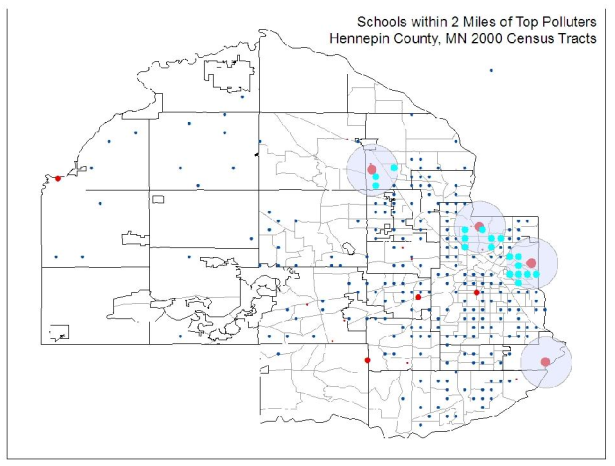 Schools within 2 Miles of Top Polluters
Hennepin County, MN 2000 Census Tracts